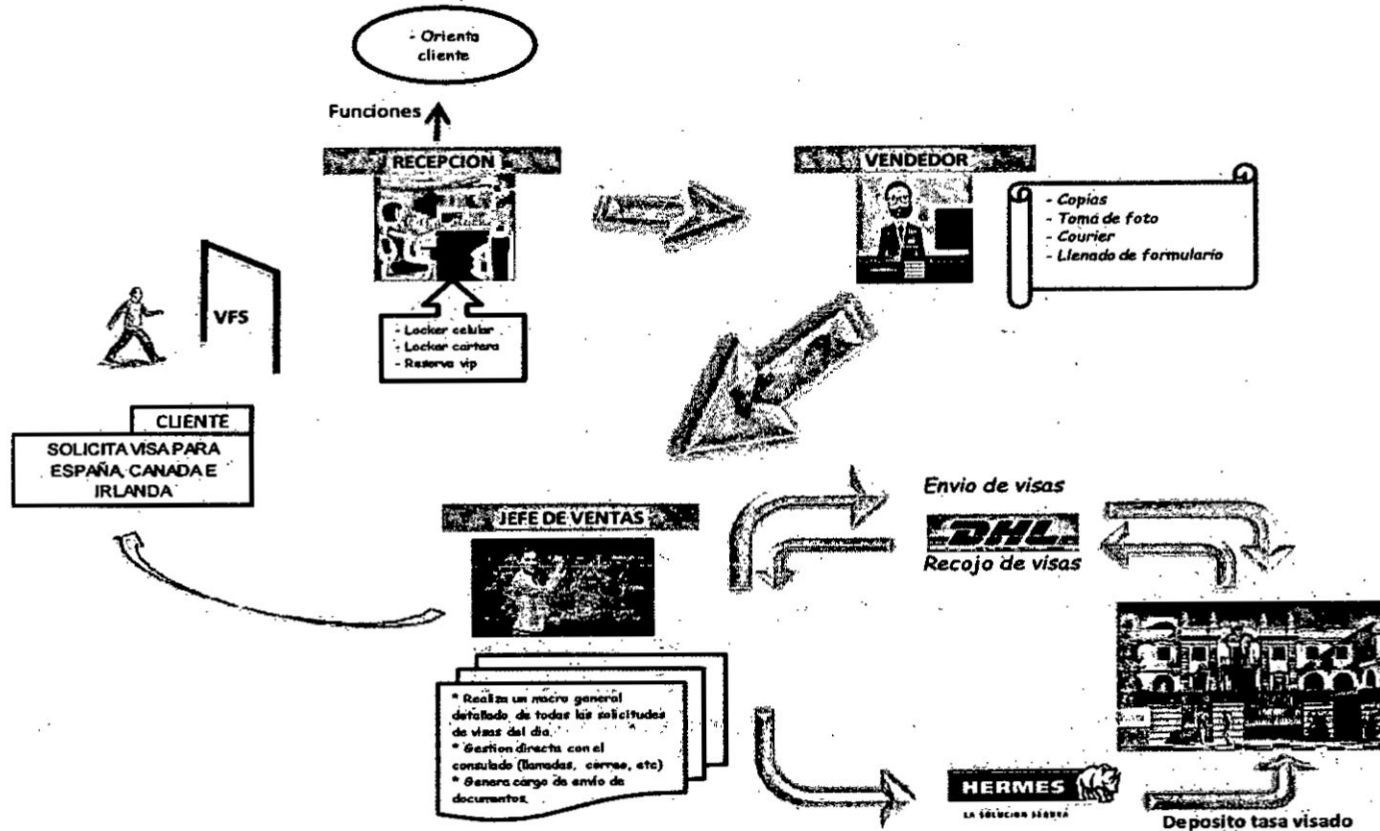 - Orienta
cliente
Funciones
RECEPCION
VENDEDOR
- Copias
- Toma de foto
- Courier
- Llenado de formulario
VFS
- Locker celular
- Locker cartera
- Reserva vip
CLIENTE
SOLICITA VISA PARA
ESPAÑA, CANADA E
IRLANDA
JEFE DE VENTAS
Envio de visas
DHL
Recojo de visas
* Realiza un macro general
detallado de todas las solicitudes
de visas del dia.
* Gestion directa con el
consulado (llamadas, correo, etc)
* Genera cargo de envio de
documentos.
HERMES
LA SOLUCION SEGURA
Deposito tasa visado